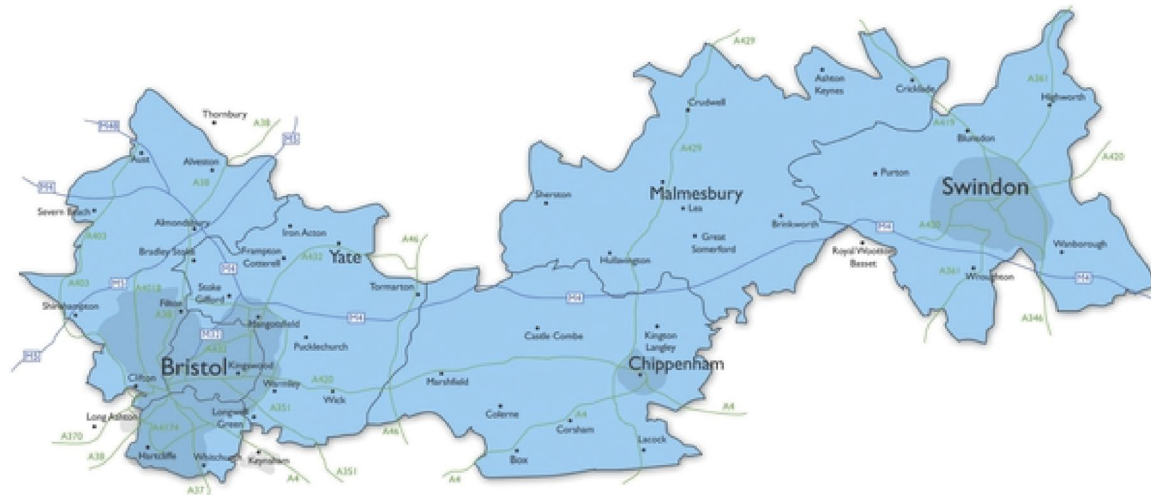 A429
A361
Ashton
Keynes
Cricklade
Highworth
Crudwell
Thornbury
A38
M48
M5
A419
Blunsdon
Aust
Alveston
A429
A420
Purton
M4
A38
Swindon
Sherston
Malmesbury
Severn Beach
Lea
Almondsbury
Brinkworth
Iron Acton
A403
A420
M4
Great
Somerford
A46
Bradley Stoke
Frampton
Cotterell
A432
Yate
Hullavington
Royal Wootton
Bassett
Wanborough
M4
A361
Wroughton
M4
A403
M5
A4018
Stoke
Gifford
Tormarton
M4
Shirehampton
Filton
A38
Mangotsfield
M4
A346
M32
Castle Combe
Kington
Langley
Pucklechurch
M5
Bristol
Kingswood
Chippenham
Clifton
Warmley
A420
Marshfield
Wick
Long Ashton
Longwell
Green
A351
Colerne
A4
A4
A4174
Corsham
A370
A46
Lacock
A38
Hartcliffe
Whitchurch
Keynsham
Box
A351
A4
A4
A37